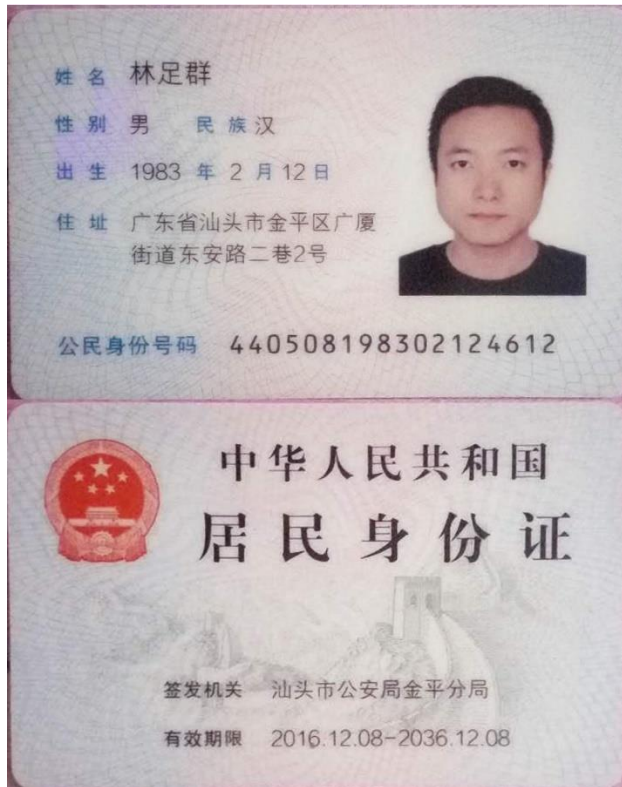 姓名 林足群
性别 男 民族 汉
出生 1983 年 2 月 12 日
住址 广东省汕头市金平区广厦
街道东安路二巷2号
公民身份号码 440508198302124612
中华人民共和国
居民身份证
签发机关 汕头市公安局金平分局
有效期限 2016.12.08-2036.12.08